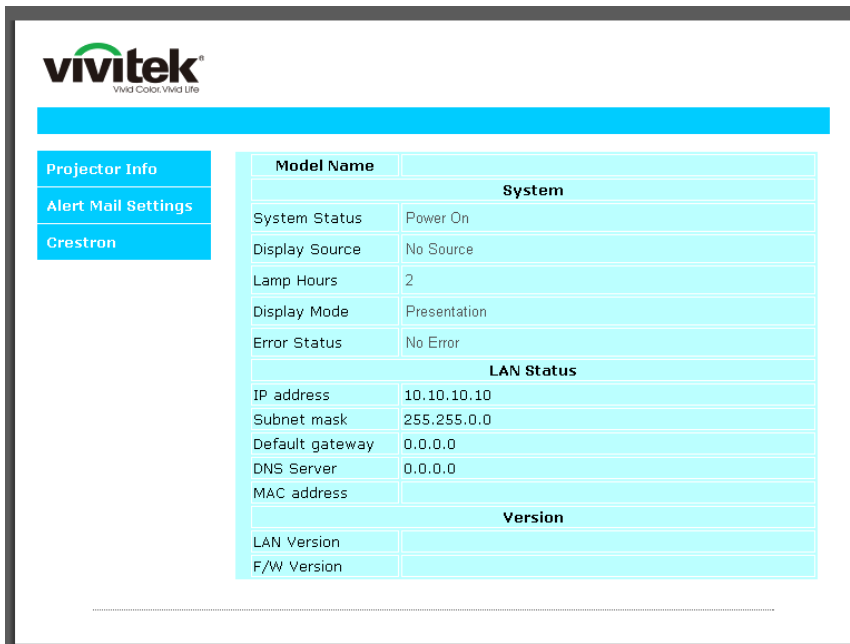 vivitek®
Vivid Color, Vivid Life
Projector Info
Alert Mail Settings
Crestron
Model Name
System
System Status Power On
Display Source No Source
Lamp Hours 2
Display Mode Presentation
Error Status No Error
LAN Status
IP address 10.10.10.10
Subnet mask 255.255.0.0
Default gateway 0.0.0.0
DNS Server 0.0.0.0
MAC address
Version
LAN Version
F/W Version